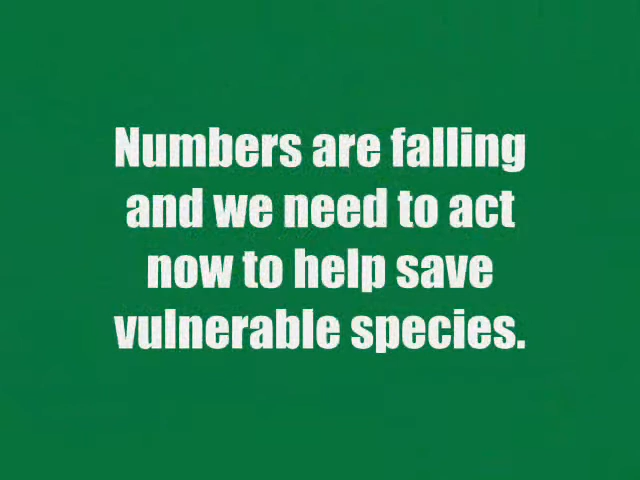 Numbers are falling
and we need to act
now to help save
vulnerable species.